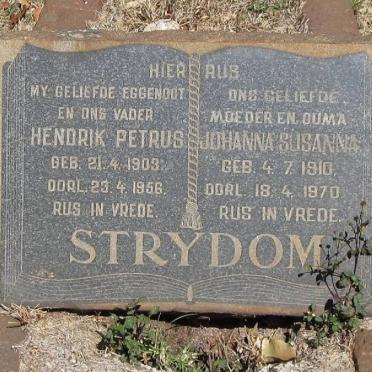 HIER RUS
MY GELIEFDE EGGENOOT
EN ONS VADER
HENDRIK PETRUS
GEB. 21.4.1903.
OORL. 23.4.1956.
RUS IN VREDE.
ONS GELIEFDE
MOEDER EN OUMA
JOHANNA SUSANNA
GEB. 4.7.1910.
OORL. 18.4.1970
RUS IN VREDE.
STRYDOM